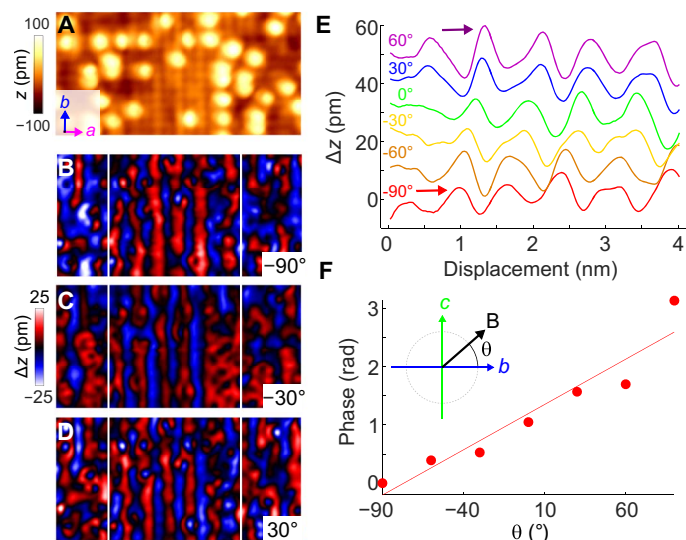 A
100
z (pm)
−100
b
a
B
−90°
C
25
Δz (pm)
−25
−30°
D
30°
E
60
40
20
0
Δz (pm)
60°
30°
0°
−30°
−60°
−90°
0 1 2 3 4
Displacement (nm)
F
3
2
1
0
Phase (rad)
c
B
θ
b
−90 −40 10 60
θ (°)